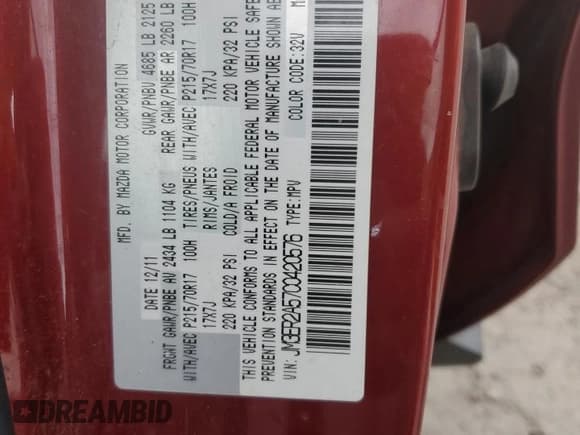 MFD. BY MAZDA MOTOR CORPORATION
DATE 12/11 GVWR/PNBV 4685 LB 2125
FRONT GAWR/PNBE AV 2434 LB 1104 KG REAR GAWR/PNBE AR 2260 LB
P215/70R17 100H TIRES/PNEUS WITH/AVEC P215/70R17 100H
17X7J RIMS/JANTES 17X7J
220 KPA/32 PSI COLD/A FROID 220 KPA/32 PSI
THIS VEHICLE CONFORMS TO ALL APPLICABLE FEDERAL MOTOR VEHICLE SAFE
PREVENTION STANDARDS IN EFFECT ON THE DATE OF MANUFACTURE SHOWN AB
VIN: JM3ER2A57C0420576 TYPE: MPV COLOR CODE: 32V M
DREAMBID